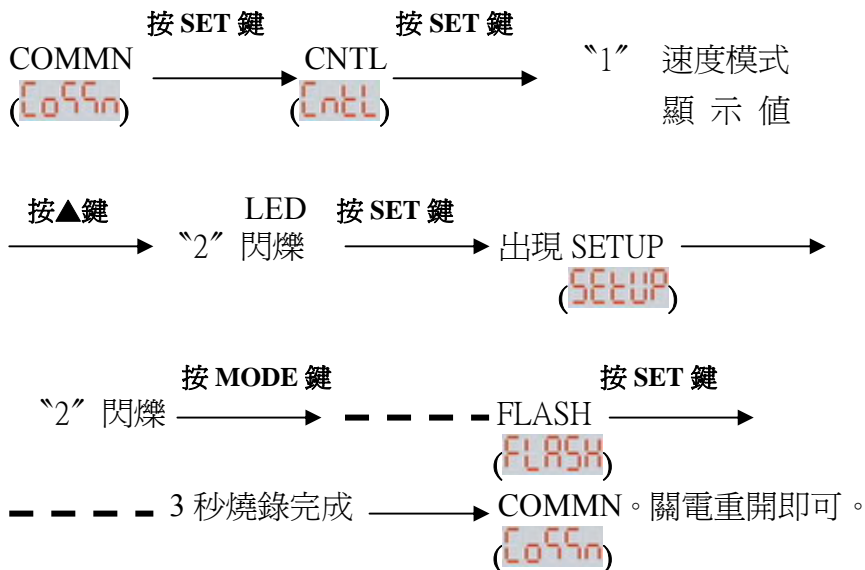 按 SET 鍵 按 SET 鍵
COMMN CNTL 〝1〞 速度模式
(CoSSn) (CntL) 顯 示 值
按▲鍵 LED 按 SET 鍵
〝2〞 閃爍 出現 SETUP
(SEtUP)
按 MODE 鍵 按 SET 鍵
〝2〞 閃爍 – – – – FLASH
(FLASH)
– – – – 3 秒燒錄完成 COMMN。關電重開即可。
(CoSSn)